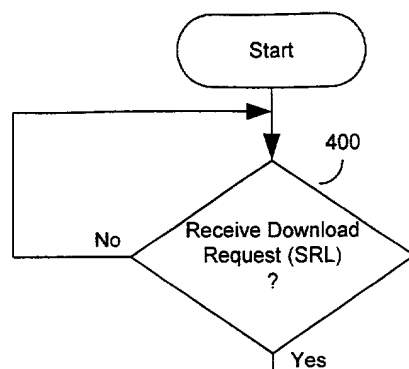 Start
400
Receive Download
Request (SRL)
?
No
Yes